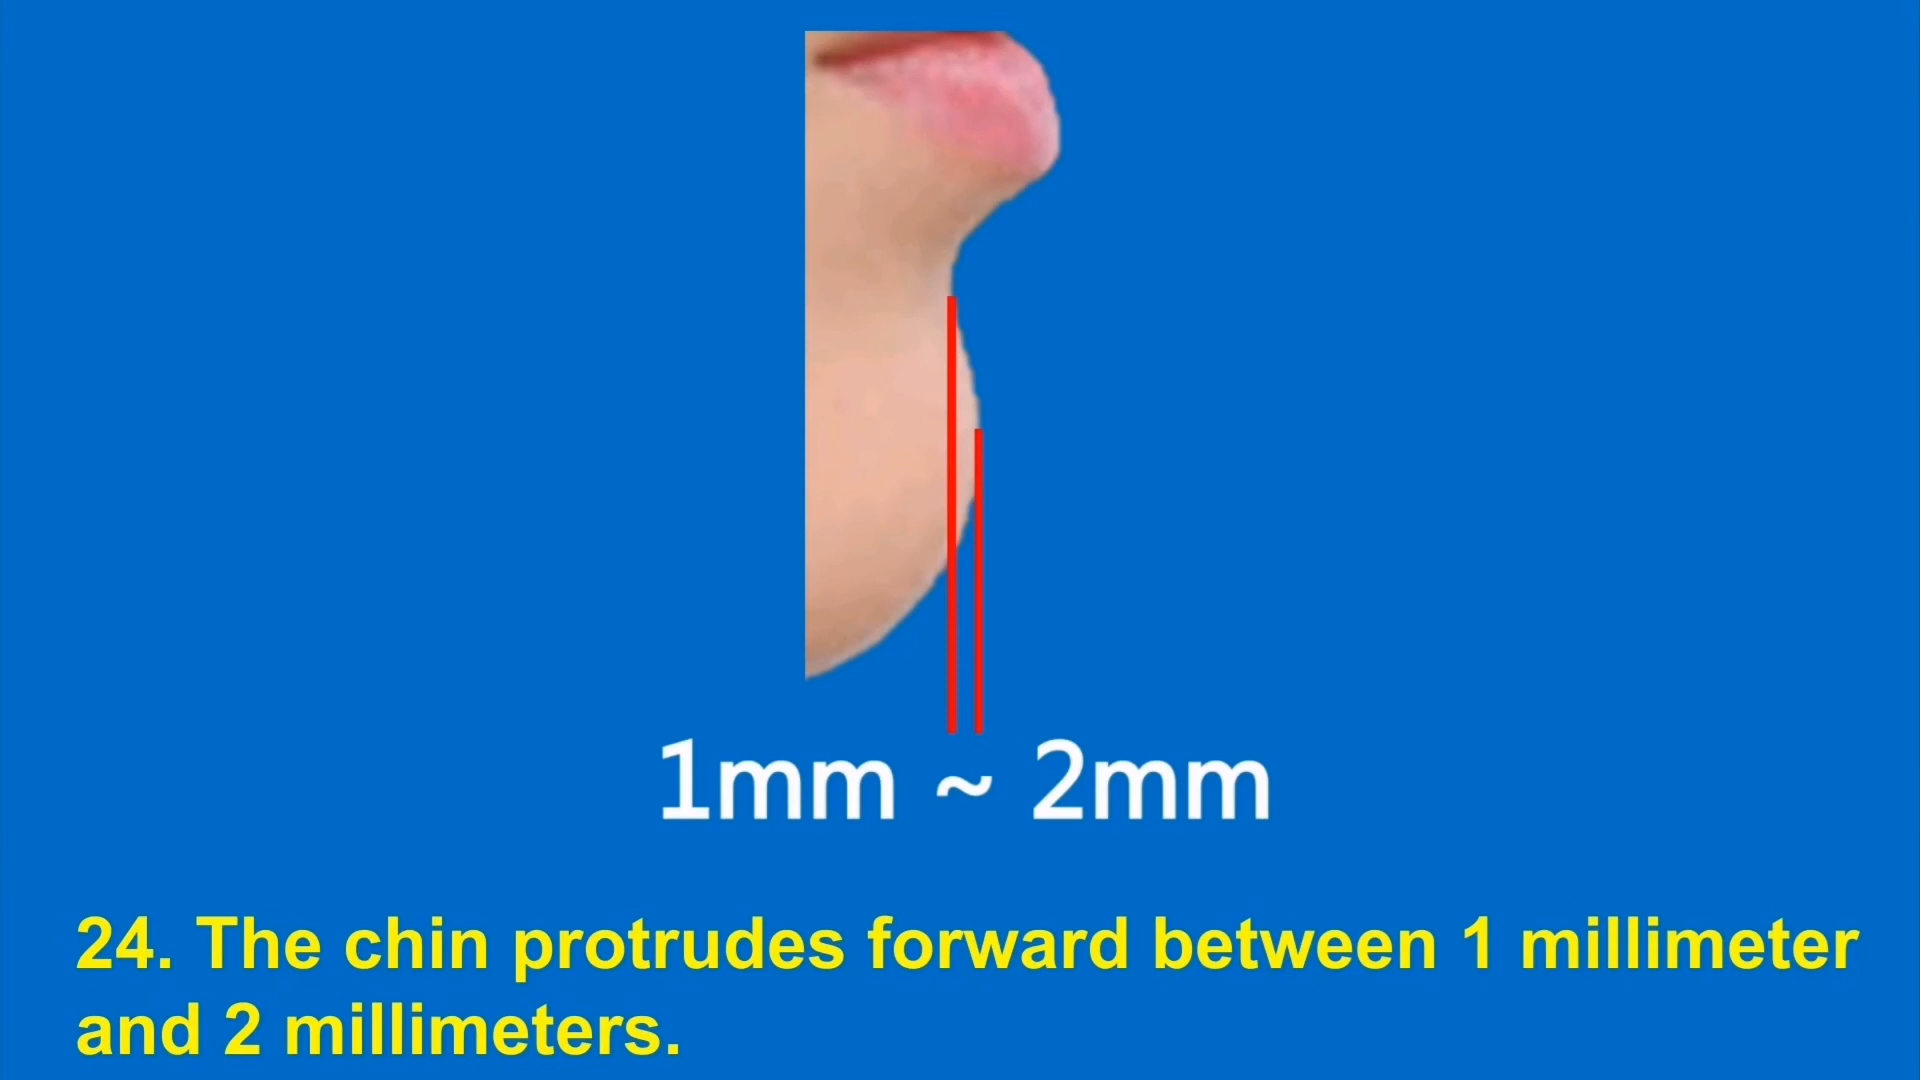 1mm ~ 2mm
24. The chin protrudes forward between 1 millimeter
and 2 millimeters.